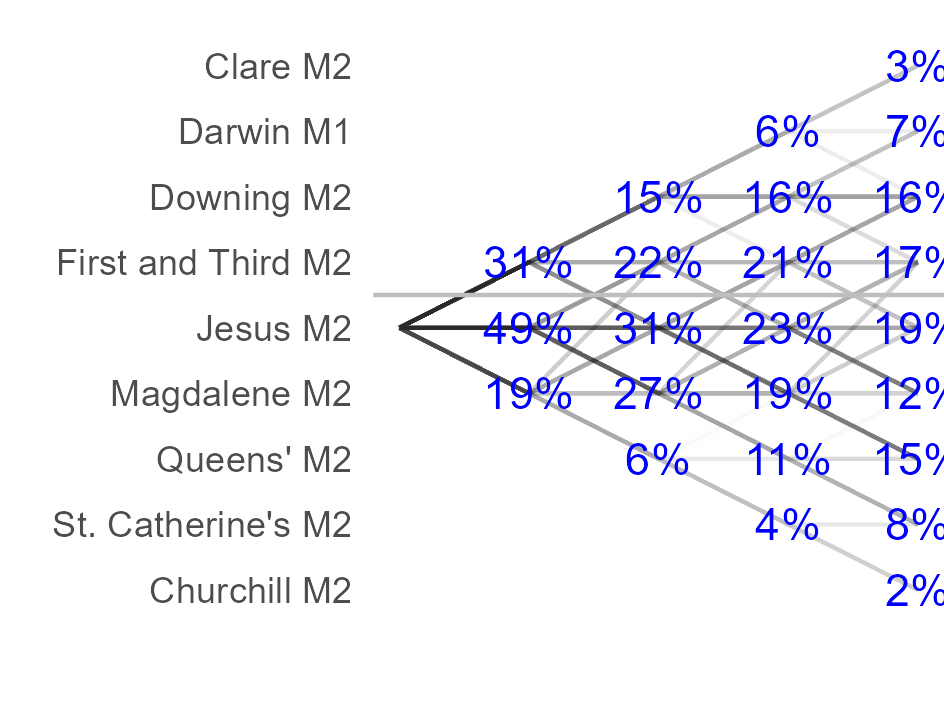 Clare M2 3%
Darwin M1 6% 7%
Downing M2 15% 16% 16%
First and Third M2 31% 22% 21% 17%
Jesus M2 49% 31% 23% 19%
Magdalene M2 19% 27% 19% 12%
Queens' M2 6% 11% 15%
St. Catherine's M2 4% 8%
Churchill M2 2%